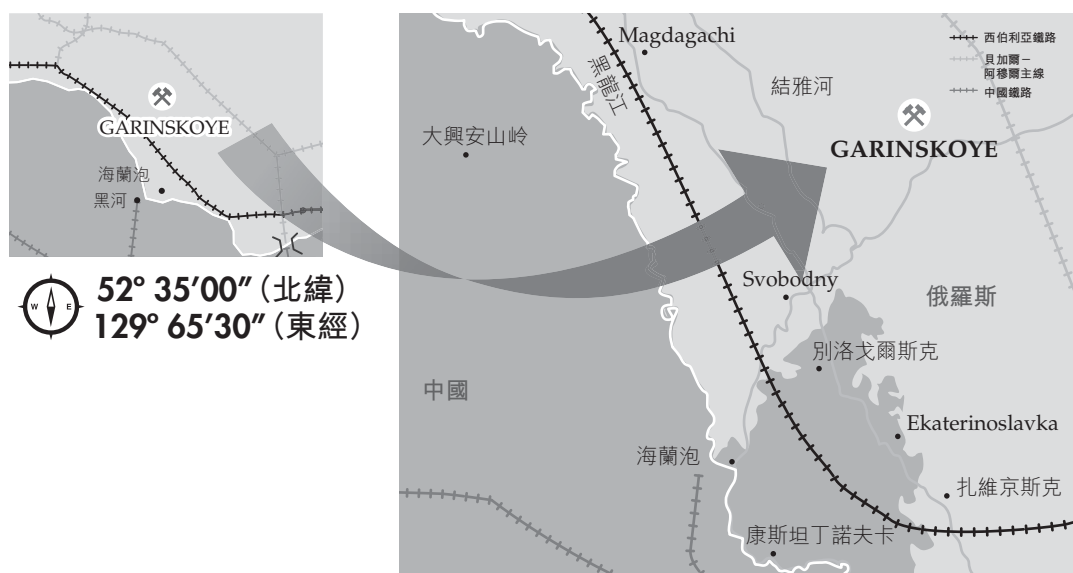 GARINSKOYE
海蘭泡
黑河
W E
52° 35′00″ (北緯)
129° 65′30″ (東經)
Magdagachi
西伯利亞鐵路
貝加爾－
阿穆爾主線
中國鐵路
黑龍江
結雅河
大興安山岭
GARINSKOYE
Svobodny
俄羅斯
別洛戈爾斯克
中國
Ekaterinoslavka
海蘭泡
扎維京斯克
康斯坦丁諾夫卡